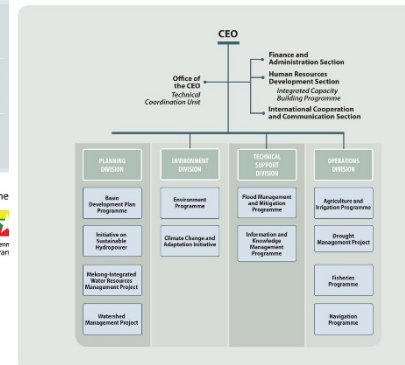 CEO
Finance and
Administration Section
Human Resources
Development Section
Integrated Capacity
Building Programme
International Cooperation
and Communication Section
Office of
the CEO
Technical
Coordination Unit
PLANNING
DIVISION
Basin
Development Plan
Programme
Initiative on
Sustainable
Hydropower
Mekong-Integrated
Water Resources
Management Project
Watershed
Management Project
ENVIRONMENT
DIVISION
Environment
Programme
Climate Change and
Adaptation Initiative
TECHNICAL
SUPPORT
DIVISION
Flood Management
and Mitigation
Programme
Information and
Knowledge
Management
Programme
OPERATIONS
DIVISION
Agriculture and
Irrigation Programme
Drought
Management Project
Fisheries
Programme
Navigation
Programme